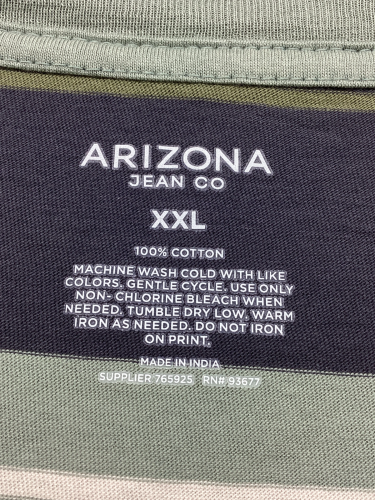 ARIZONA
JEAN CO
XXL
100% COTTON
MACHINE WASH COLD WITH LIKE
COLORS. GENTLE CYCLE. USE ONLY
NON- CHLORINE BLEACH WHEN
NEEDED. TUMBLE DRY LOW. WARM
IRON AS NEEDED. DO NOT IRON
ON PRINT.
MADE IN INDIA
SUPPLIER 765925 RN# 93677